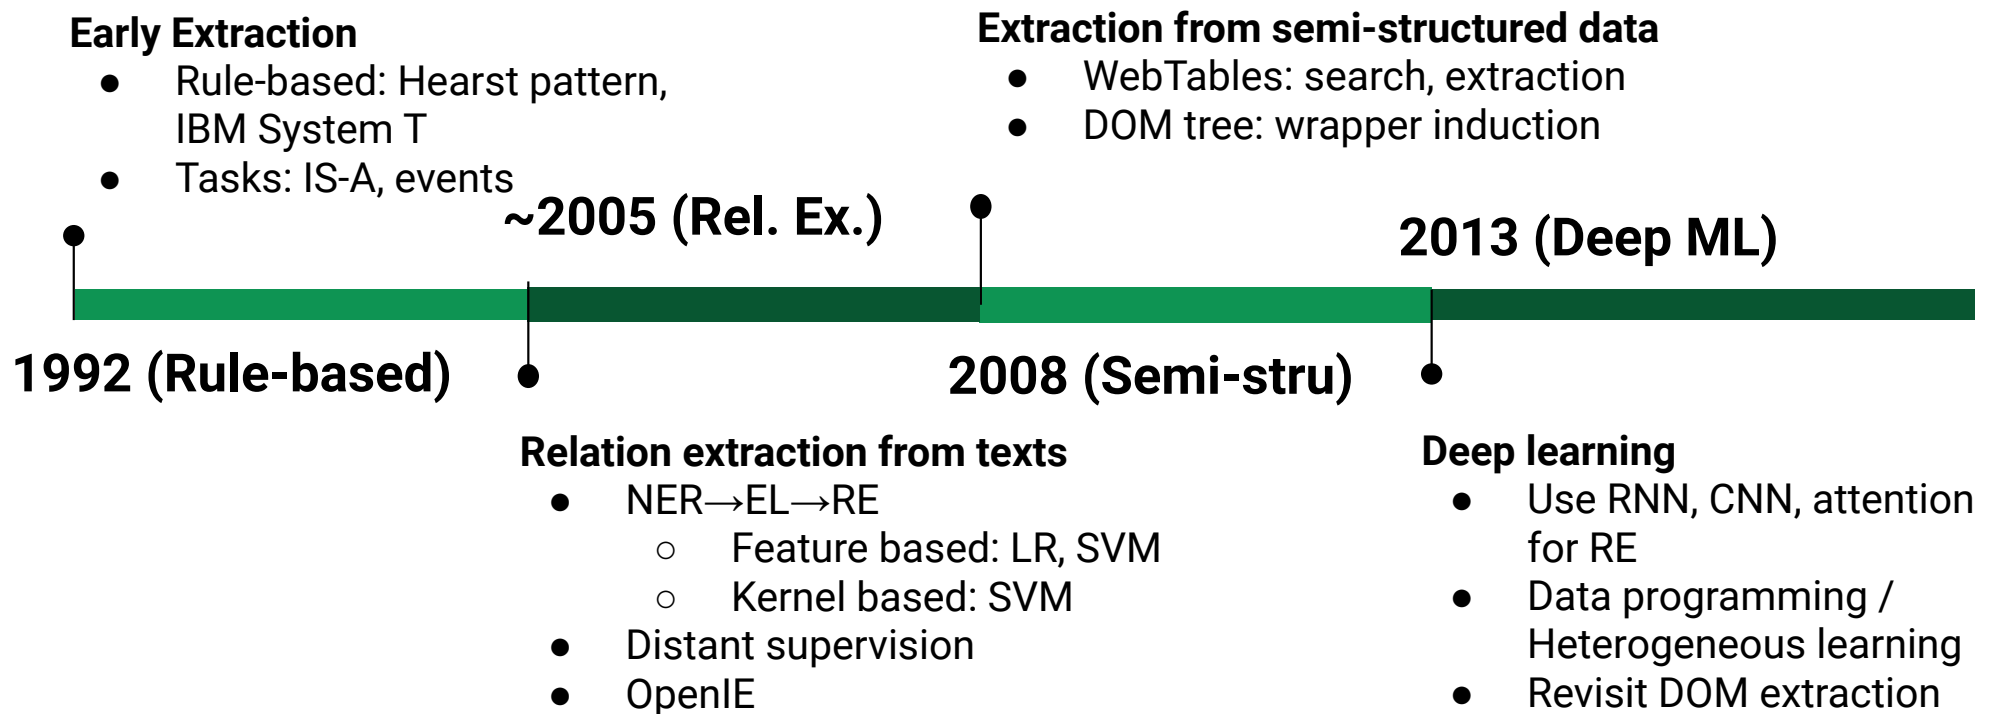 Early Extraction
● Rule-based: Hearst pattern,
IBM System T
● Tasks: IS-A, events
Extraction from semi-structured data
● WebTables: search, extraction
● DOM tree: wrapper induction
~2005 (Rel. Ex.)
2013 (Deep ML)
1992 (Rule-based)
2008 (Semi-stru)
Relation extraction from texts
● NER→EL→RE
○ Feature based: LR, SVM
○ Kernel based: SVM
● Distant supervision
● OpenIE
Deep learning
● Use RNN, CNN, attention
for RE
● Data programming /
Heterogeneous learning
● Revisit DOM extraction